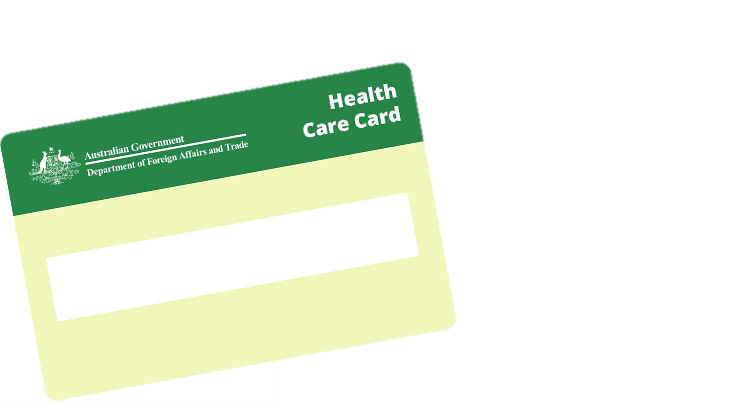 Health
Care Card
Australian Government
Department of Foreign Affairs and Trade